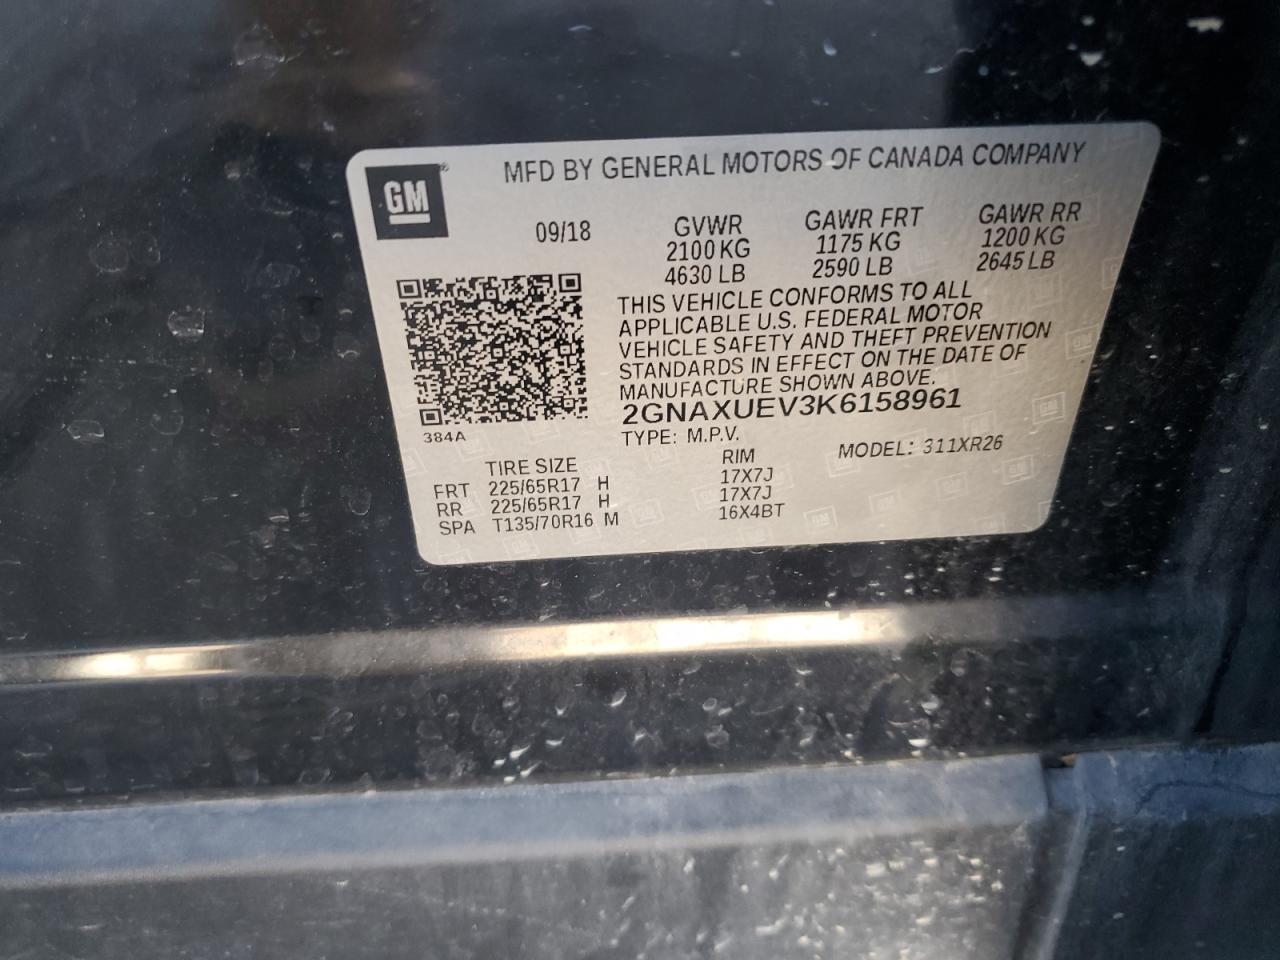 GM
MFD BY GENERAL MOTORS OF CANADA COMPANY
09/18
GVWR
2100 KG
4630 LB
GAWR FRT
1175 KG
2590 LB
GAWR RR
1200 KG
2645 LB
THIS VEHICLE CONFORMS TO ALL
APPLICABLE U.S. FEDERAL MOTOR
VEHICLE SAFETY AND THEFT PREVENTION
STANDARDS IN EFFECT ON THE DATE OF
MANUFACTURE SHOWN ABOVE.
2GNAXUEV3K6158961
384A
TYPE: M.P.V.
MODEL: 311XR26
TIRE SIZE RIM
FRT 225/65R17 H 17X7J
RR 225/65R17 H 17X7J
SPA T135/70R16 M 16X4BT